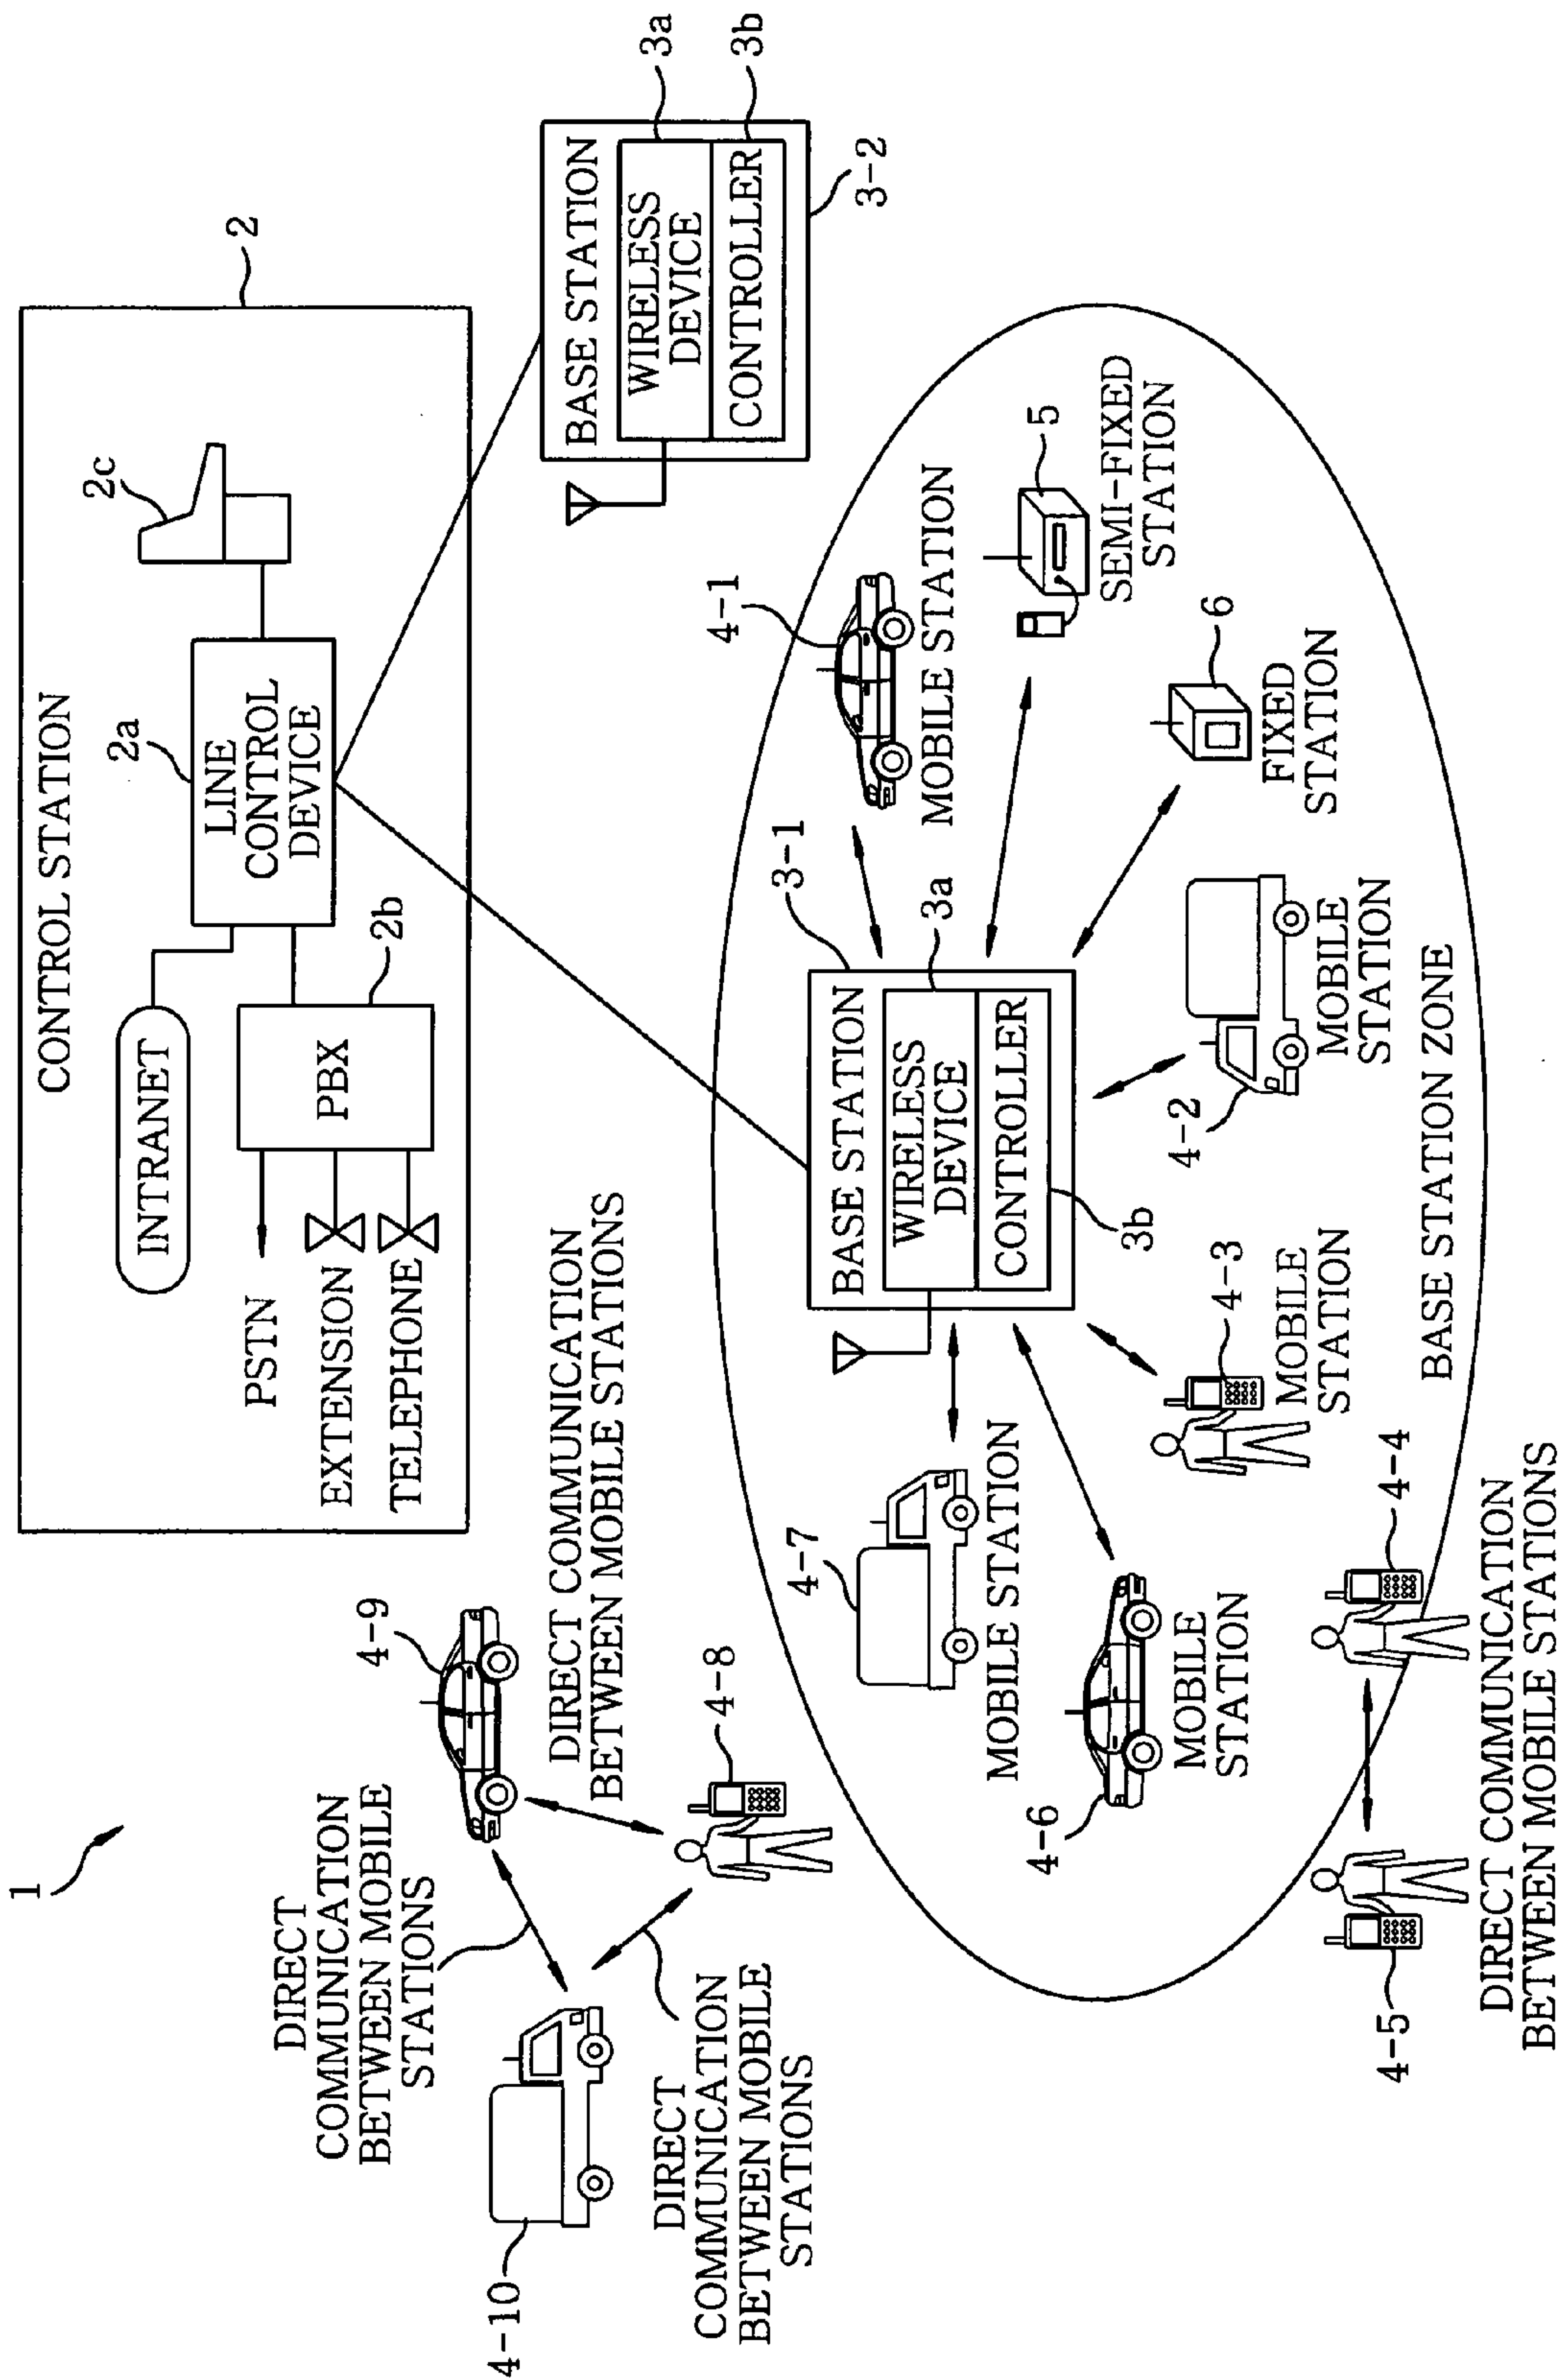 1
CONTROL STATION
2
INTRANET
2a
LINE
CONTROL
DEVICE
2c
PBX
2b
PSTN
EXTENSION
TELEPHONE
DIRECT
COMMUNICATION
BETWEEN MOBILE
STATIONS
4-9
DIRECT COMMUNICATION
BETWEEN MOBILE STATIONS
4-10
4-8
DIRECT
COMMUNICATION
BETWEEN MOBILE
STATIONS
BASE STATION
WIRELESS
DEVICE
CONTROLLER
3a
3b
3-2
4-7
MOBILE STATION
BASE STATION
WIRELESS
DEVICE
CONTROLLER
3-1
3a
3b
4-1
MOBILE STATION
5
SEMI-FIXED
STATION
6
FIXED
STATION
4-6
MOBILE
STATION
4-3
MOBILE
STATION
4-2
MOBILE
STATION
BASE STATION ZONE
4-5
4-4
DIRECT COMMUNICATION
BETWEEN MOBILE STATIONS